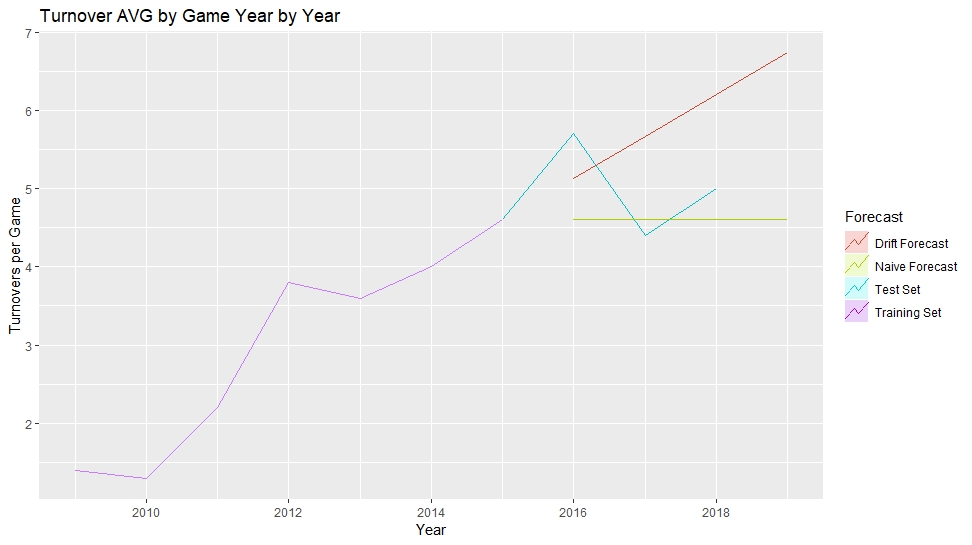 Turnover AVG by Game Year by Year
Turnovers per Game
7
6
5
4
3
2
2010
2012
2014
2016
2018
Year
Forecast
Drift Forecast
Naive Forecast
Test Set
Training Set